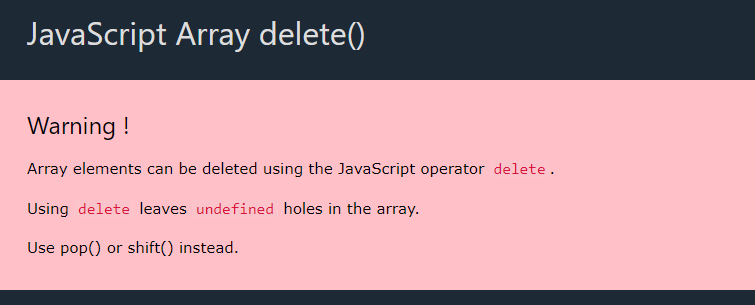 JavaScript Array delete()
Warning !
Array elements can be deleted using the JavaScript operator delete.
Using delete leaves undefined holes in the array.
Use pop() or shift() instead.